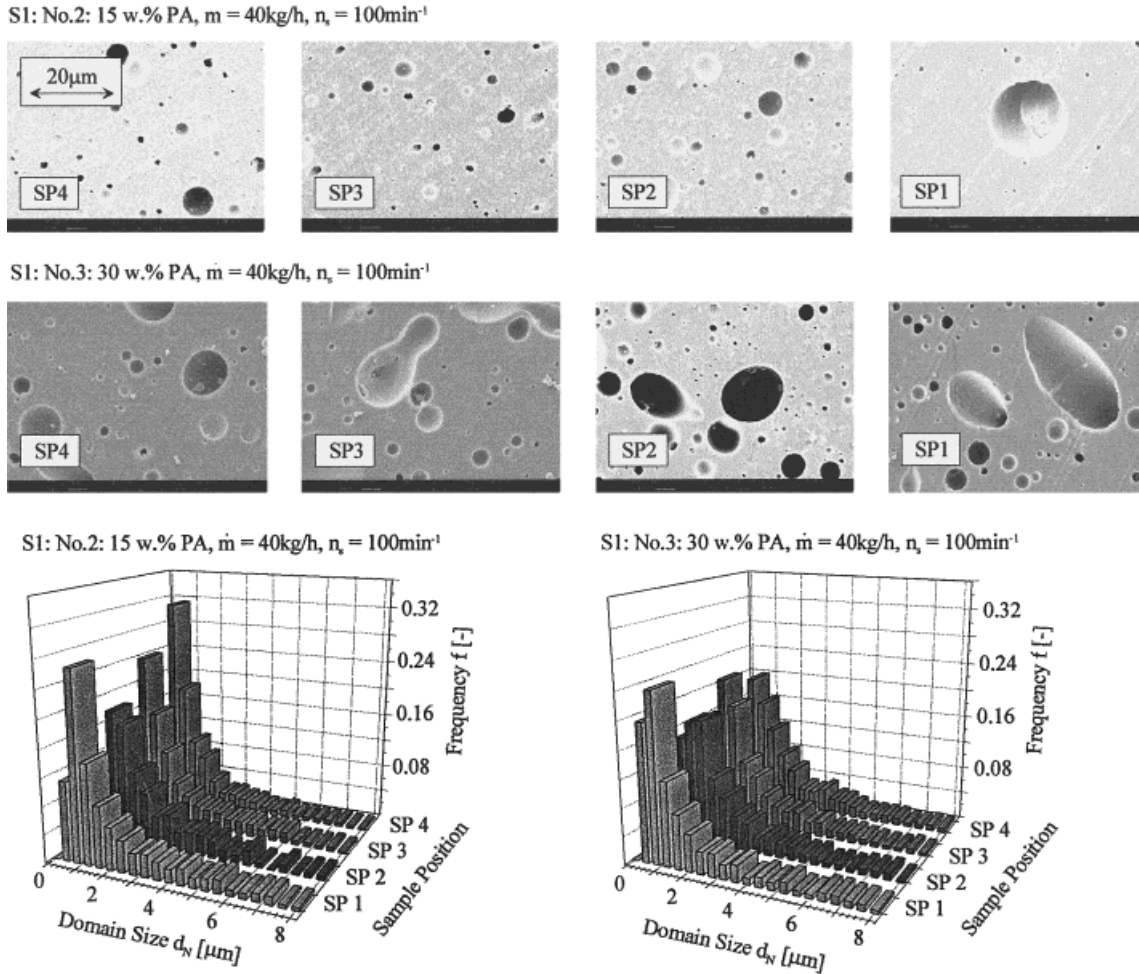 S1: No.2: 15 w.% PA, m = 40kg/h, nₛ = 100min⁻¹
20μm
SP4
SP3
SP2
SP1
S1: No.3: 30 w.% PA, ṁ = 40kg/h, nₛ = 100min⁻¹
SP4
SP3
SP2
SP1
S1: No.2: 15 w.% PA, ṁ = 40kg/h, nₛ = 100min⁻¹
0.32
0.24
0.16
0.08
Frequency f [-]
SP 4
SP 3
SP 2
SP 1
Sample Position
0
2
4
6
8
Domain Size d_N [μm]
S1: No.3: 30 w.% PA, ṁ = 40kg/h, nₛ = 100min⁻¹
0.32
0.24
0.16
0.08
Frequency f [-]
SP 4
SP 3
SP 2
SP 1
Sample Position
0
2
4
6
8
Domain Size d_N [μm]